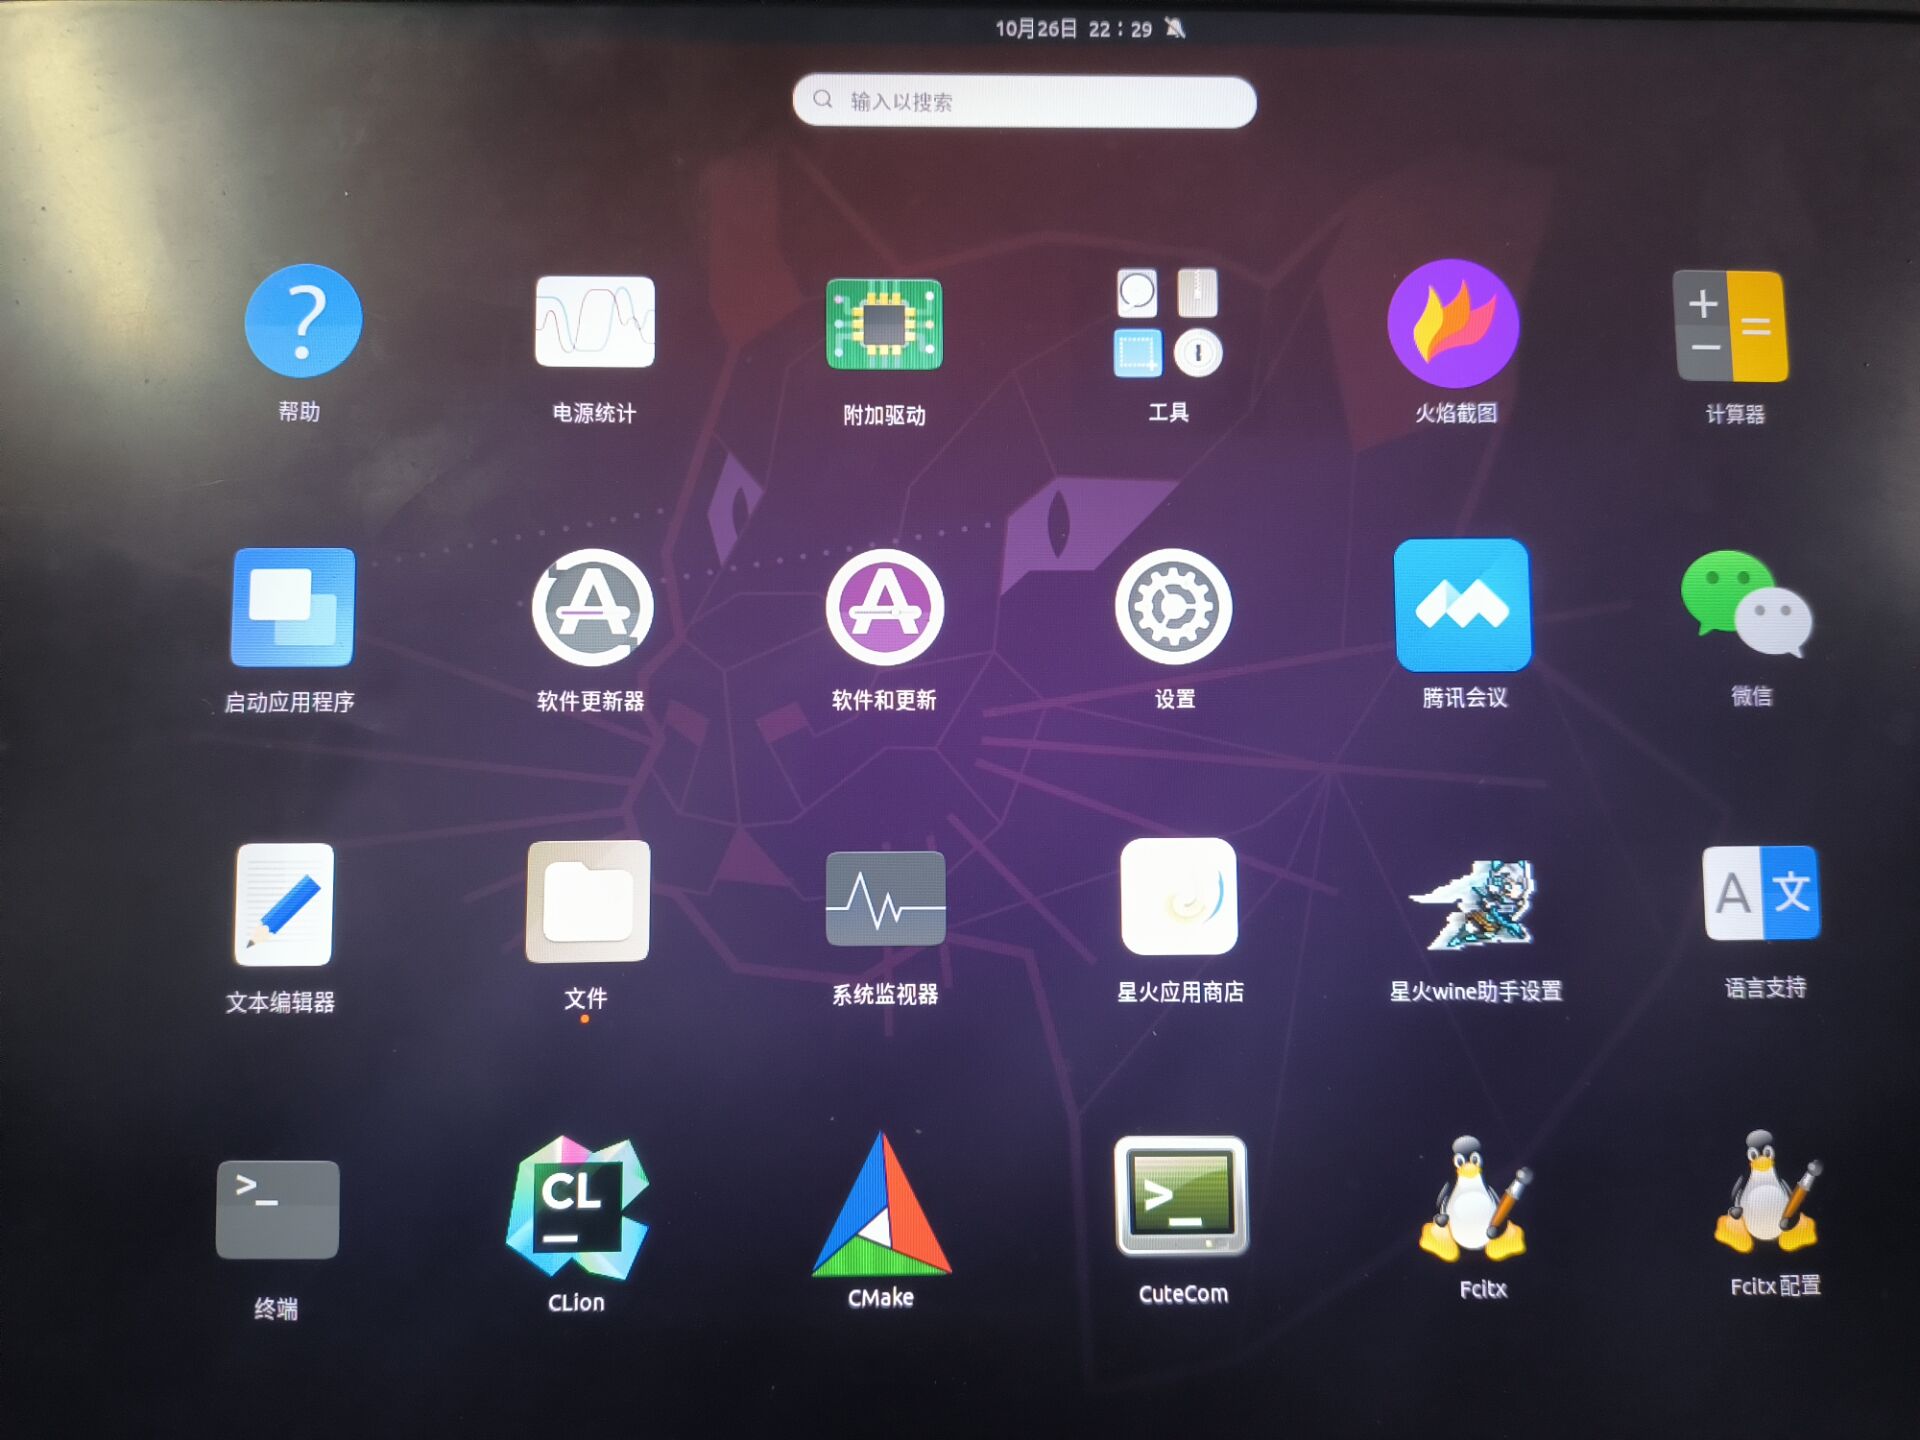 10月26日 22：29
输入以搜索
帮助
电源统计
附加驱动
工具
火焰截图
计算器
启动应用程序
软件更新器
软件和更新
设置
腾讯会议
微信
A文
文本编辑器
文件
系统监视器
星火应用商店
星火wine助手设置
语言支持
>_
CL
>_
终端
CLion
CMake
CuteCom
Fcitx
Fcitx 配置